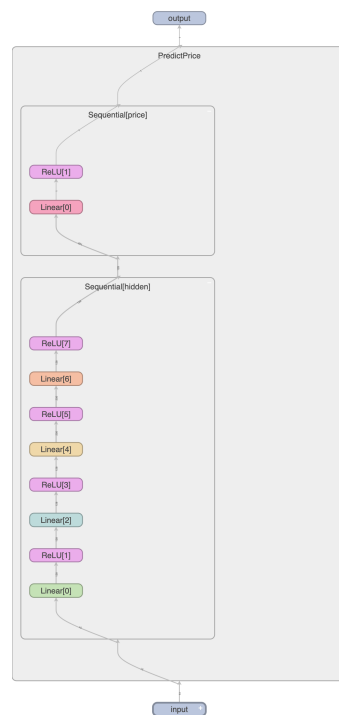 output
PredictPrice
Sequential[price]
ReLU[1]
Linear[0]
Sequential[hidden]
ReLU[7]
Linear[6]
ReLU[5]
Linear[4]
ReLU[3]
Linear[2]
ReLU[1]
Linear[0]
input +